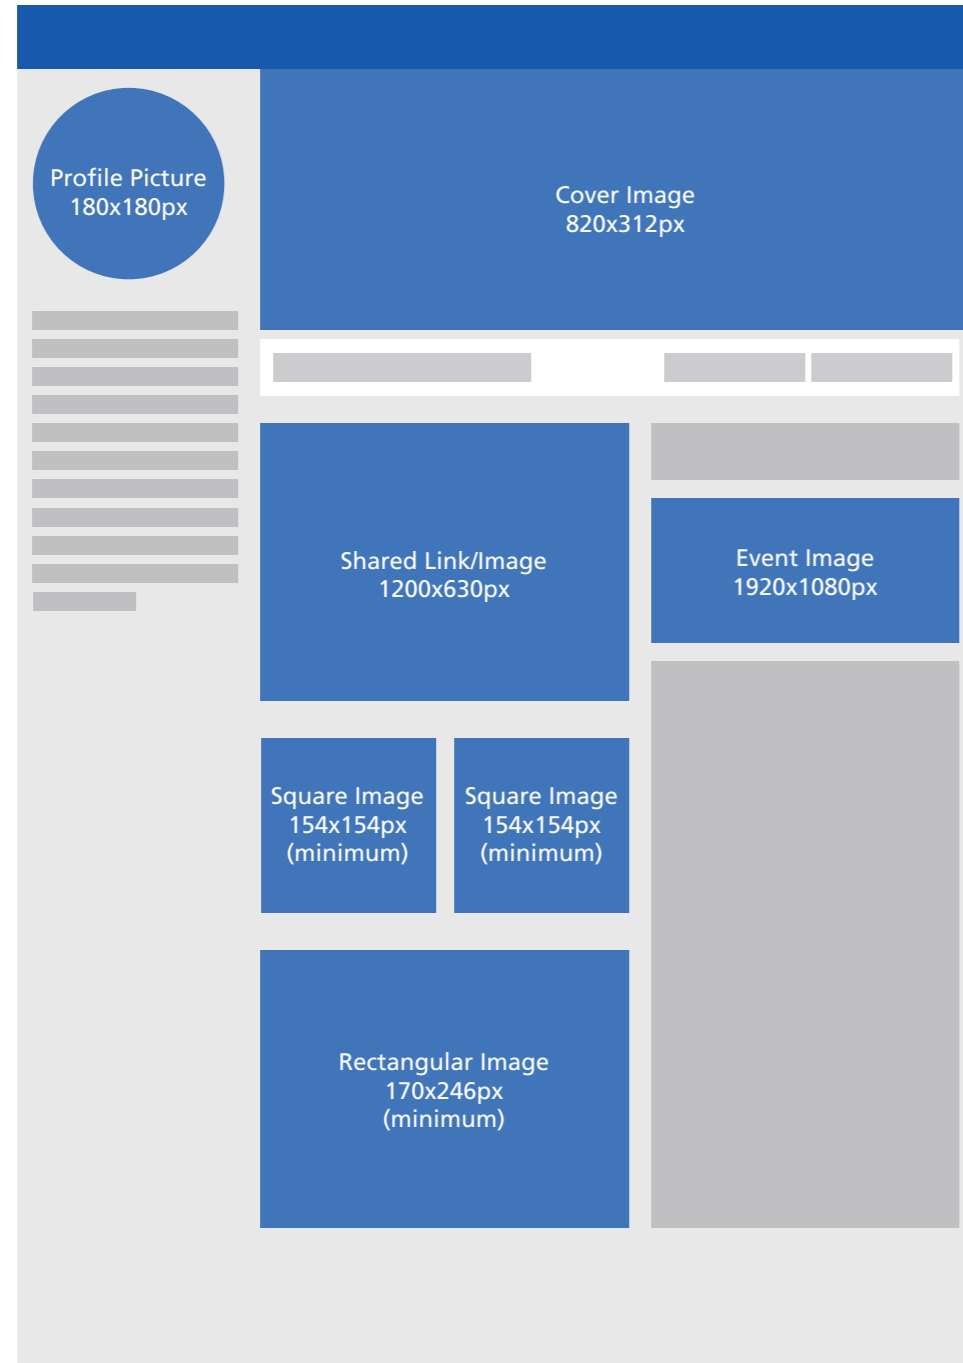 Profile Picture
180x180px
Cover Image
820x312px
Shared Link/Image
1200x630px
Event Image
1920x1080px
Square Image
154x154px
(minimum)
Square Image
154x154px
(minimum)
Rectangular Image
170x246px
(minimum)